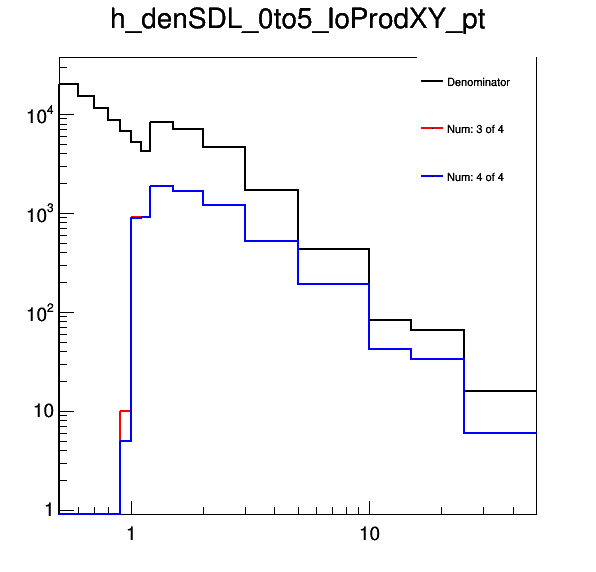 h_denSDL_0to5_loProdXY_pt
Denominator
Num: 3 of 4
Num: 4 of 4
10^4
10^3
10^2
10
1
1
10